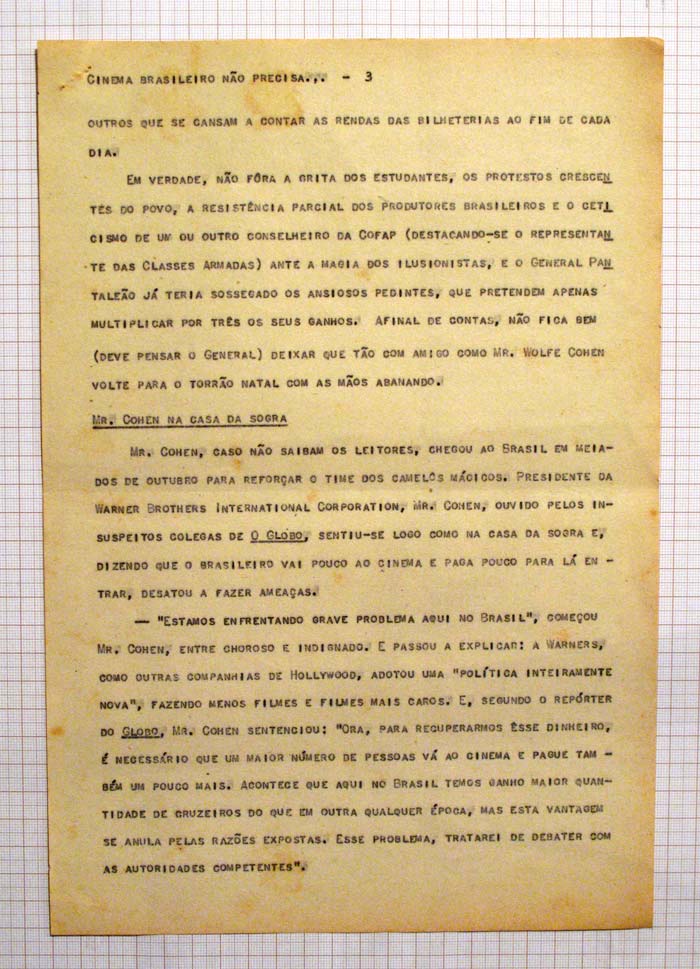 CINEMA BRASILEIRO NÃO PRECISA... - 3
OUTROS QUE SE CANSAM A CONTAR AS RENDAS DAS BILHETERIAS AO FIM DE CADA
DIA.
EM VERDADE, NÃO FÔRA A GRITA DOS ESTUDANTES, OS PROTESTOS CRESCEN
TES DO POVO, A RESISTÊNCIA PARCIAL DOS PRODUTORES BRASILEIROS E O CETI
CISMO DE UM OU OUTRO CONSELHEIRO DA COFAP (DESTACANDO-SE O REPRESENTAN
TE DAS CLASSES ARMADAS) ANTE A MAGIA DOS ILUSIONISTAS, E O GENERAL PAN
TALEÃO JÁ TERIA SOSSEGADO OS ANSIOSOS PEDINTES, QUE PRETENDEM APENAS
MULTIPLICAR POR TRÊS OS SEUS GANHOS. AFINAL DE CONTAS, NÃO FICA BEM
(DEVE PENSAR O GENERAL) DEIXAR QUE TÃO COM AMIGO COMO MR. WOLFE COHEN
VOLTE PARA O TORRÃO NATAL COM AS MÃOS ABANANDO.
MR. COHEN NA CASA DA SOGRA
MR. COHEN, CASO NÃO SAIBAM OS LEITORES, CHEGOU AO BRASIL EM MEIA-
DOS DE OUTUBRO PARA REFORÇAR O TIME DOS CAMELÔS MÁGICOS. PRESIDENTE DA
WARNER BROTHERS INTERNATIONAL CORPORATION, MR. COHEN, OUVIDO PELOS IN-
SUSPEITOS COLEGAS DE O GLOBO, SENTIU-SE LOGO COMO NA CASA DA SOGRA E,
DIZENDO QUE O BRASILEIRO VAI POUCO AO CINEMA E PAGA POUCO PARA LÁ EN-
TRAR, DESATOU A FAZER AMEAÇAS.
— "ESTAMOS ENFRENTANDO GRAVE PROBLEMA AQUI NO BRASIL", COMEÇOU
MR. COHEN, ENTRE CHOROSO E INDIGNADO. E PASSOU A EXPLICAR: A WARNERS,
COMO OUTRAS COMPANHIAS DE HOLLYWOOD, ADOTOU UMA "POLÍTICA INTEIRAMENTE
NOVA", FAZENDO MENOS FILMES E FILMES MAIS CAROS. E, SEGUNDO O REPÓRTER
DO GLOBO, MR. COHEN SENTENCIOU: "ORA, PARA RECUPERARMOS ÊSSE DINHEIRO,
É NECESSÁRIO QUE UM MAIOR NÚMERO DE PESSOAS VÁ AO CINEMA E PAGUE TAM -
BÉM UM POUCO MAIS. ACONTECE QUE AQUI NO BRASIL TEMOS GANHO MAIOR QUAN-
TIDADE DE CRUZEIROS DO QUE EM OUTRA QUALQUER ÉPOCA, MAS ESTA VANTAGEM
SE ANULA PELAS RAZÕES EXPOSTAS. ESSE PROBLEMA, TRATAREI DE DEBATER COM
AS AUTORIDADES COMPETENTES".